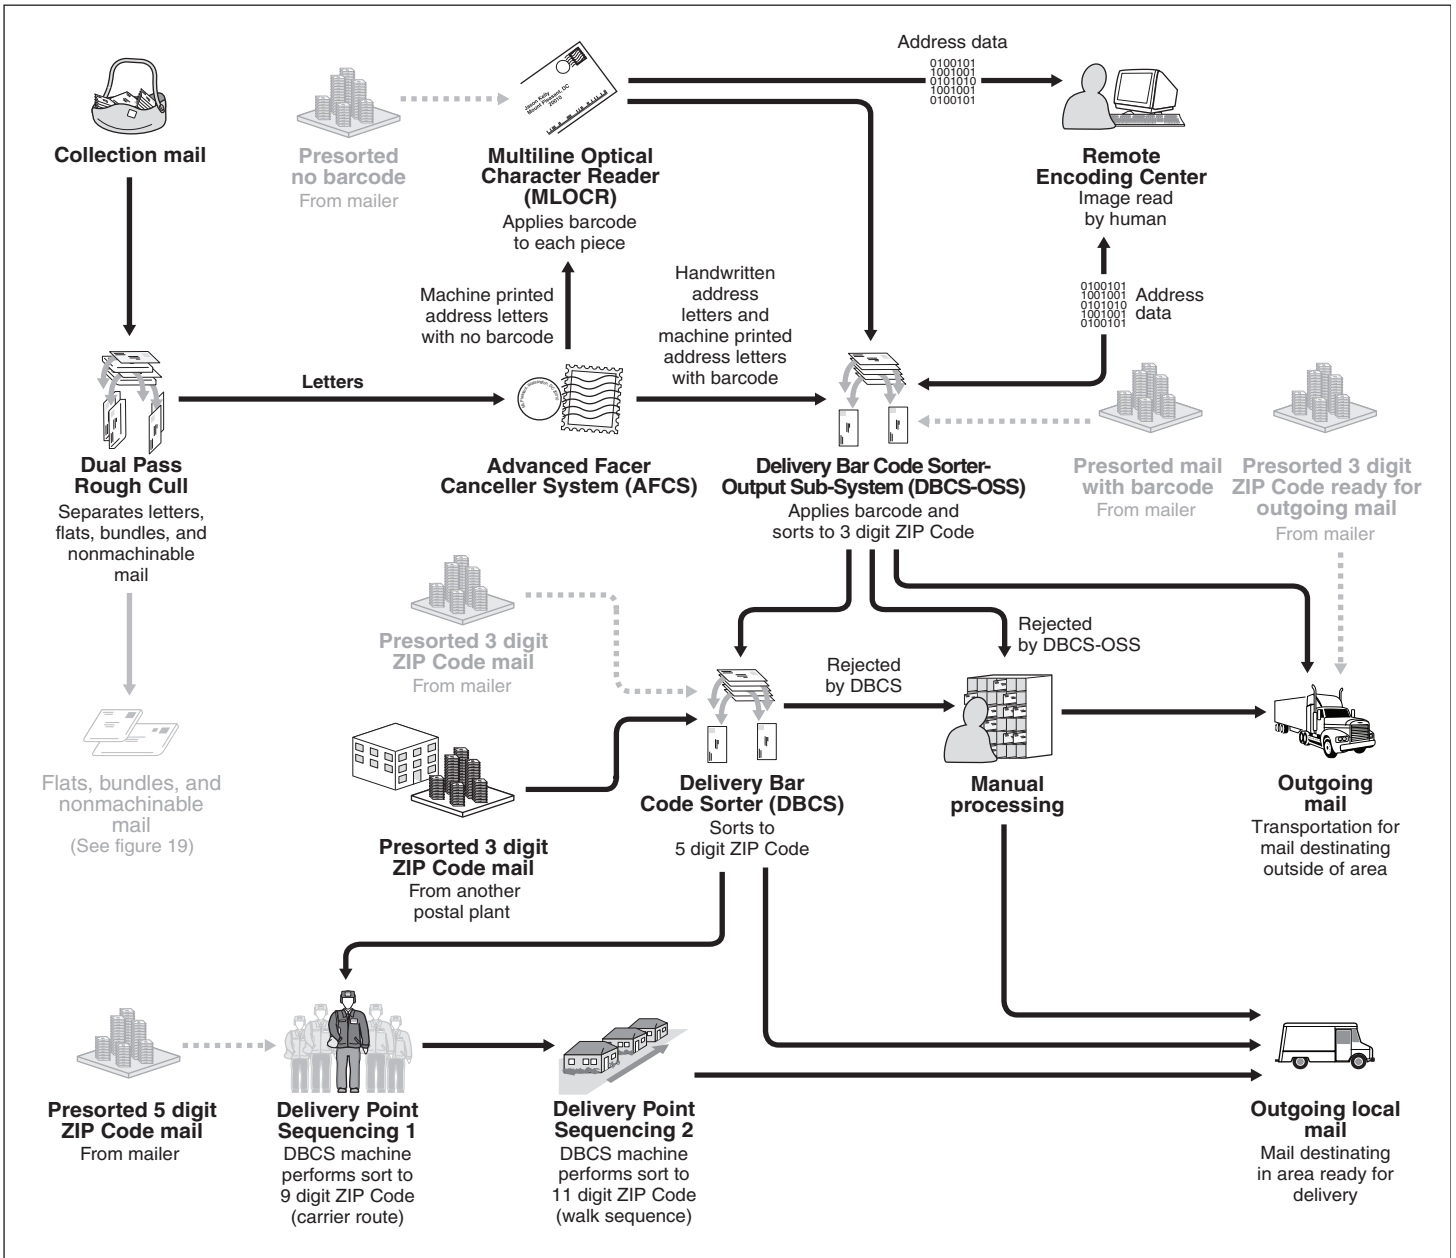 Address data
0100101
1001001
0101010
1001001
0100101
Jason Kelly
Mount Pleasant, DC
20010
Collection mail
Presorted
no barcode
From mailer
Multiline Optical
Character Reader
(MLOCR)
Applies barcode
to each piece
Remote
Encoding Center
Image read
by human
Machine printed
address letters
with no barcode
Handwritten
address
letters and
machine printed
address letters
with barcode
0100101
1001001
0101010
1001001
0100101
Address
data
Letters
Dual Pass
Rough Cull
Separates letters,
flats, bundles, and
nonmachinable
mail
Advanced Facer
Canceller System (AFCS)
Delivery Bar Code Sorter-
Output Sub-System (DBCS-OSS)
Applies barcode and
sorts to 3 digit ZIP Code
Presorted mail
with barcode
From mailer
Presorted 3 digit
ZIP Code ready for
outgoing mail
From mailer
Presorted 3 digit
ZIP Code mail
From mailer
Rejected
by DBCS
Rejected
by DBCS-OSS
Flats, bundles, and
nonmachinable
mail
(See figure 19)
Presorted 3 digit
ZIP Code mail
From another
postal plant
Delivery Bar
Code Sorter (DBCS)
Sorts to
5 digit ZIP Code
Manual
processing
Outgoing
mail
Transportation for
mail destinating
outside of area
Presorted 5 digit
ZIP Code mail
From mailer
Delivery Point
Sequencing 1
DBCS machine
performs sort to
9 digit ZIP Code
(carrier route)
Delivery Point
Sequencing 2
DBCS machine
performs sort to
11 digit ZIP Code
(walk sequence)
Outgoing local
mail
Mail destinating
in area ready for
delivery